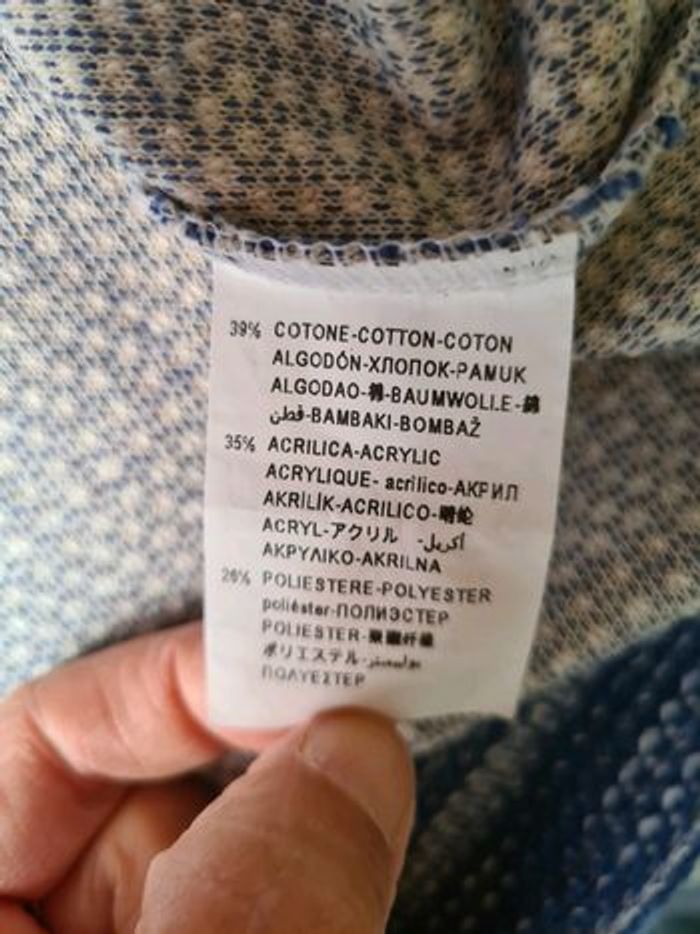 39% COTONE-COTTON-COTON
ALGODÓN-ХЛОПОК-PAMUK
ALGODAO-棉-BAUMWOLLE-綿
قطن-BAMBAKI-BOMBAŽ
35% ACRILICA-ACRYLIC
ACRYLIQUE- acrílico-АКРИЛ
AKRİLİK-ACRILICO-腈纶
ACRYL-アクリル -أكريل
ΑΚΡΥΛΙΚΟ-AKRILNA
26% POLIESTERE-POLYESTER
poliéster-ПОЛИЭСТЕР
POLIESTER-
ポリエステル-بوليستر
ΠΟΛΥΕΣΤΕΡ